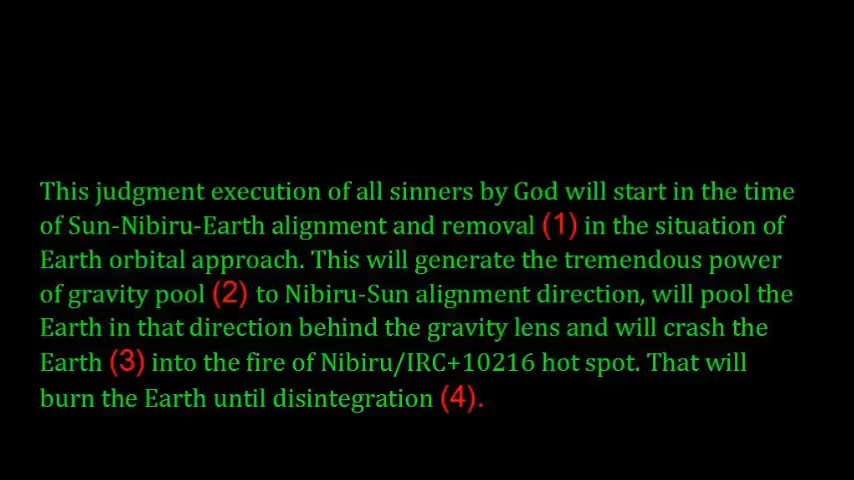 This judgment execution of all sinners by God will start in the time
of Sun-Nibiru-Earth alignment and removal (1) in the situation of
Earth orbital approach. This will generate the tremendous power
of gravity pool (2) to Nibiru-Sun alignment direction, will pool the
Earth in that direction behind the gravity lens and will crash the
Earth (3) into the fire of Nibiru/IRC+10216 hot spot. That will
burn the Earth until disintegration (4).